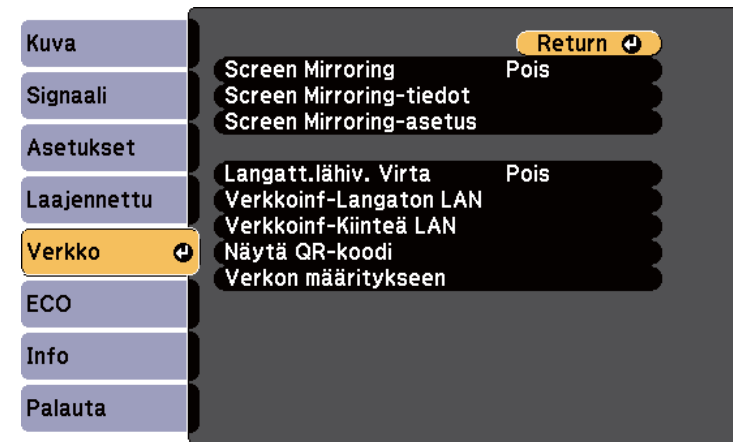 Kuva
Signaali
Asetukset
Laajennettu
Verkko
ECO
Info
Palauta
Return
Screen Mirroring Pois
Screen Mirroring-tiedot
Screen Mirroring-asetus
Langatt.lähiv. Virta Pois
Verkkoinf-Langaton LAN
Verkkoinf-Kiinteä LAN
Näytä QR-koodi
Verkon määritykseen